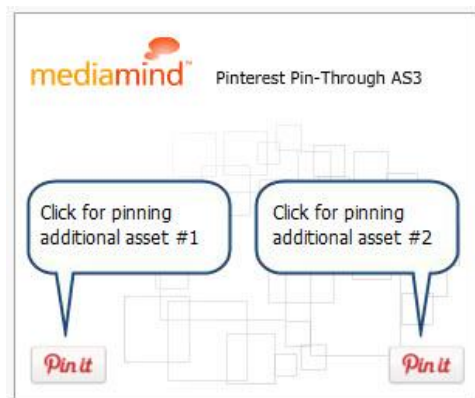 mediamind™
Pinterest Pin-Through AS3
Click for pinning
additional asset #1
Click for pinning
additional asset #2
Pin it
Pin it